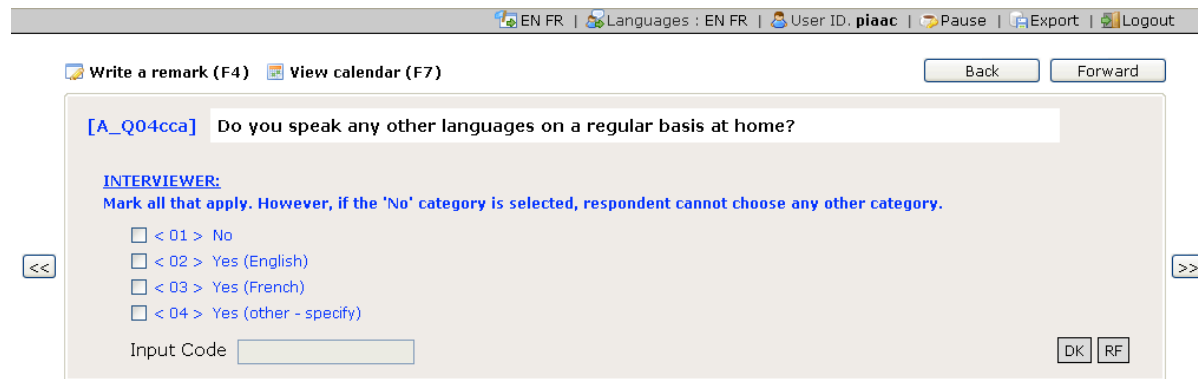 EN FR | Languages : EN FR | User ID. piaac | Pause | Export | Logout
Write a remark (F4) View calendar (F7) Back Forward
[A_Q04cca] Do you speak any other languages on a regular basis at home?
INTERVIEWER:
Mark all that apply. However, if the 'No' category is selected, respondent cannot choose any other category.
< 01 > No
< 02 > Yes (English)
<< < 03 > Yes (French) >>
< 04 > Yes (other - specify)
Input Code DK RF